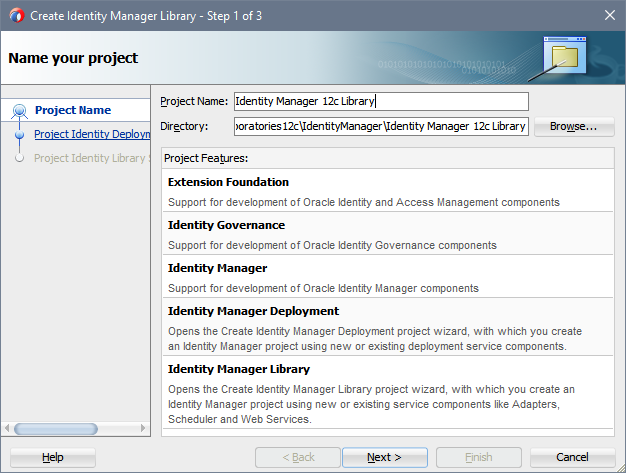 Create Identity Manager Library - Step 1 of 3
Name your project
0101010101010101010101
0101010101
Project Name
Project Identity Deploym
Project Identity Library S
Project Name: Identity Manager 12c Library
Directory: boratories12c\IdentityManager\Identity Manager 12c Library Browse...
Project Features:
Extension Foundation
Support for development of Oracle Identity and Access Management components
Identity Governance
Support for development of Oracle Identity Governance components
Identity Manager
Support for development of Oracle Identity Manager components
Identity Manager Deployment
Opens the Create Identity Manager Deployment project wizard, with which you create
an Identity Manager project using new or existing deployment service components.
Identity Manager Library
Opens the Create Identity Manager Library project wizard, with which you create an
Identity Manager project using new or existing service components like Adapters,
Scheduler and Web Services.
Help < Back Next > Finish Cancel